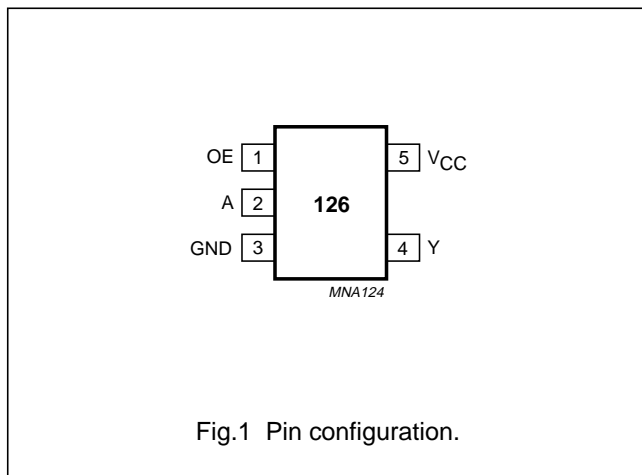 OE 1 5 VCC
A 2 126
GND 3 4 Y
MNA124
Fig.1 Pin configuration.